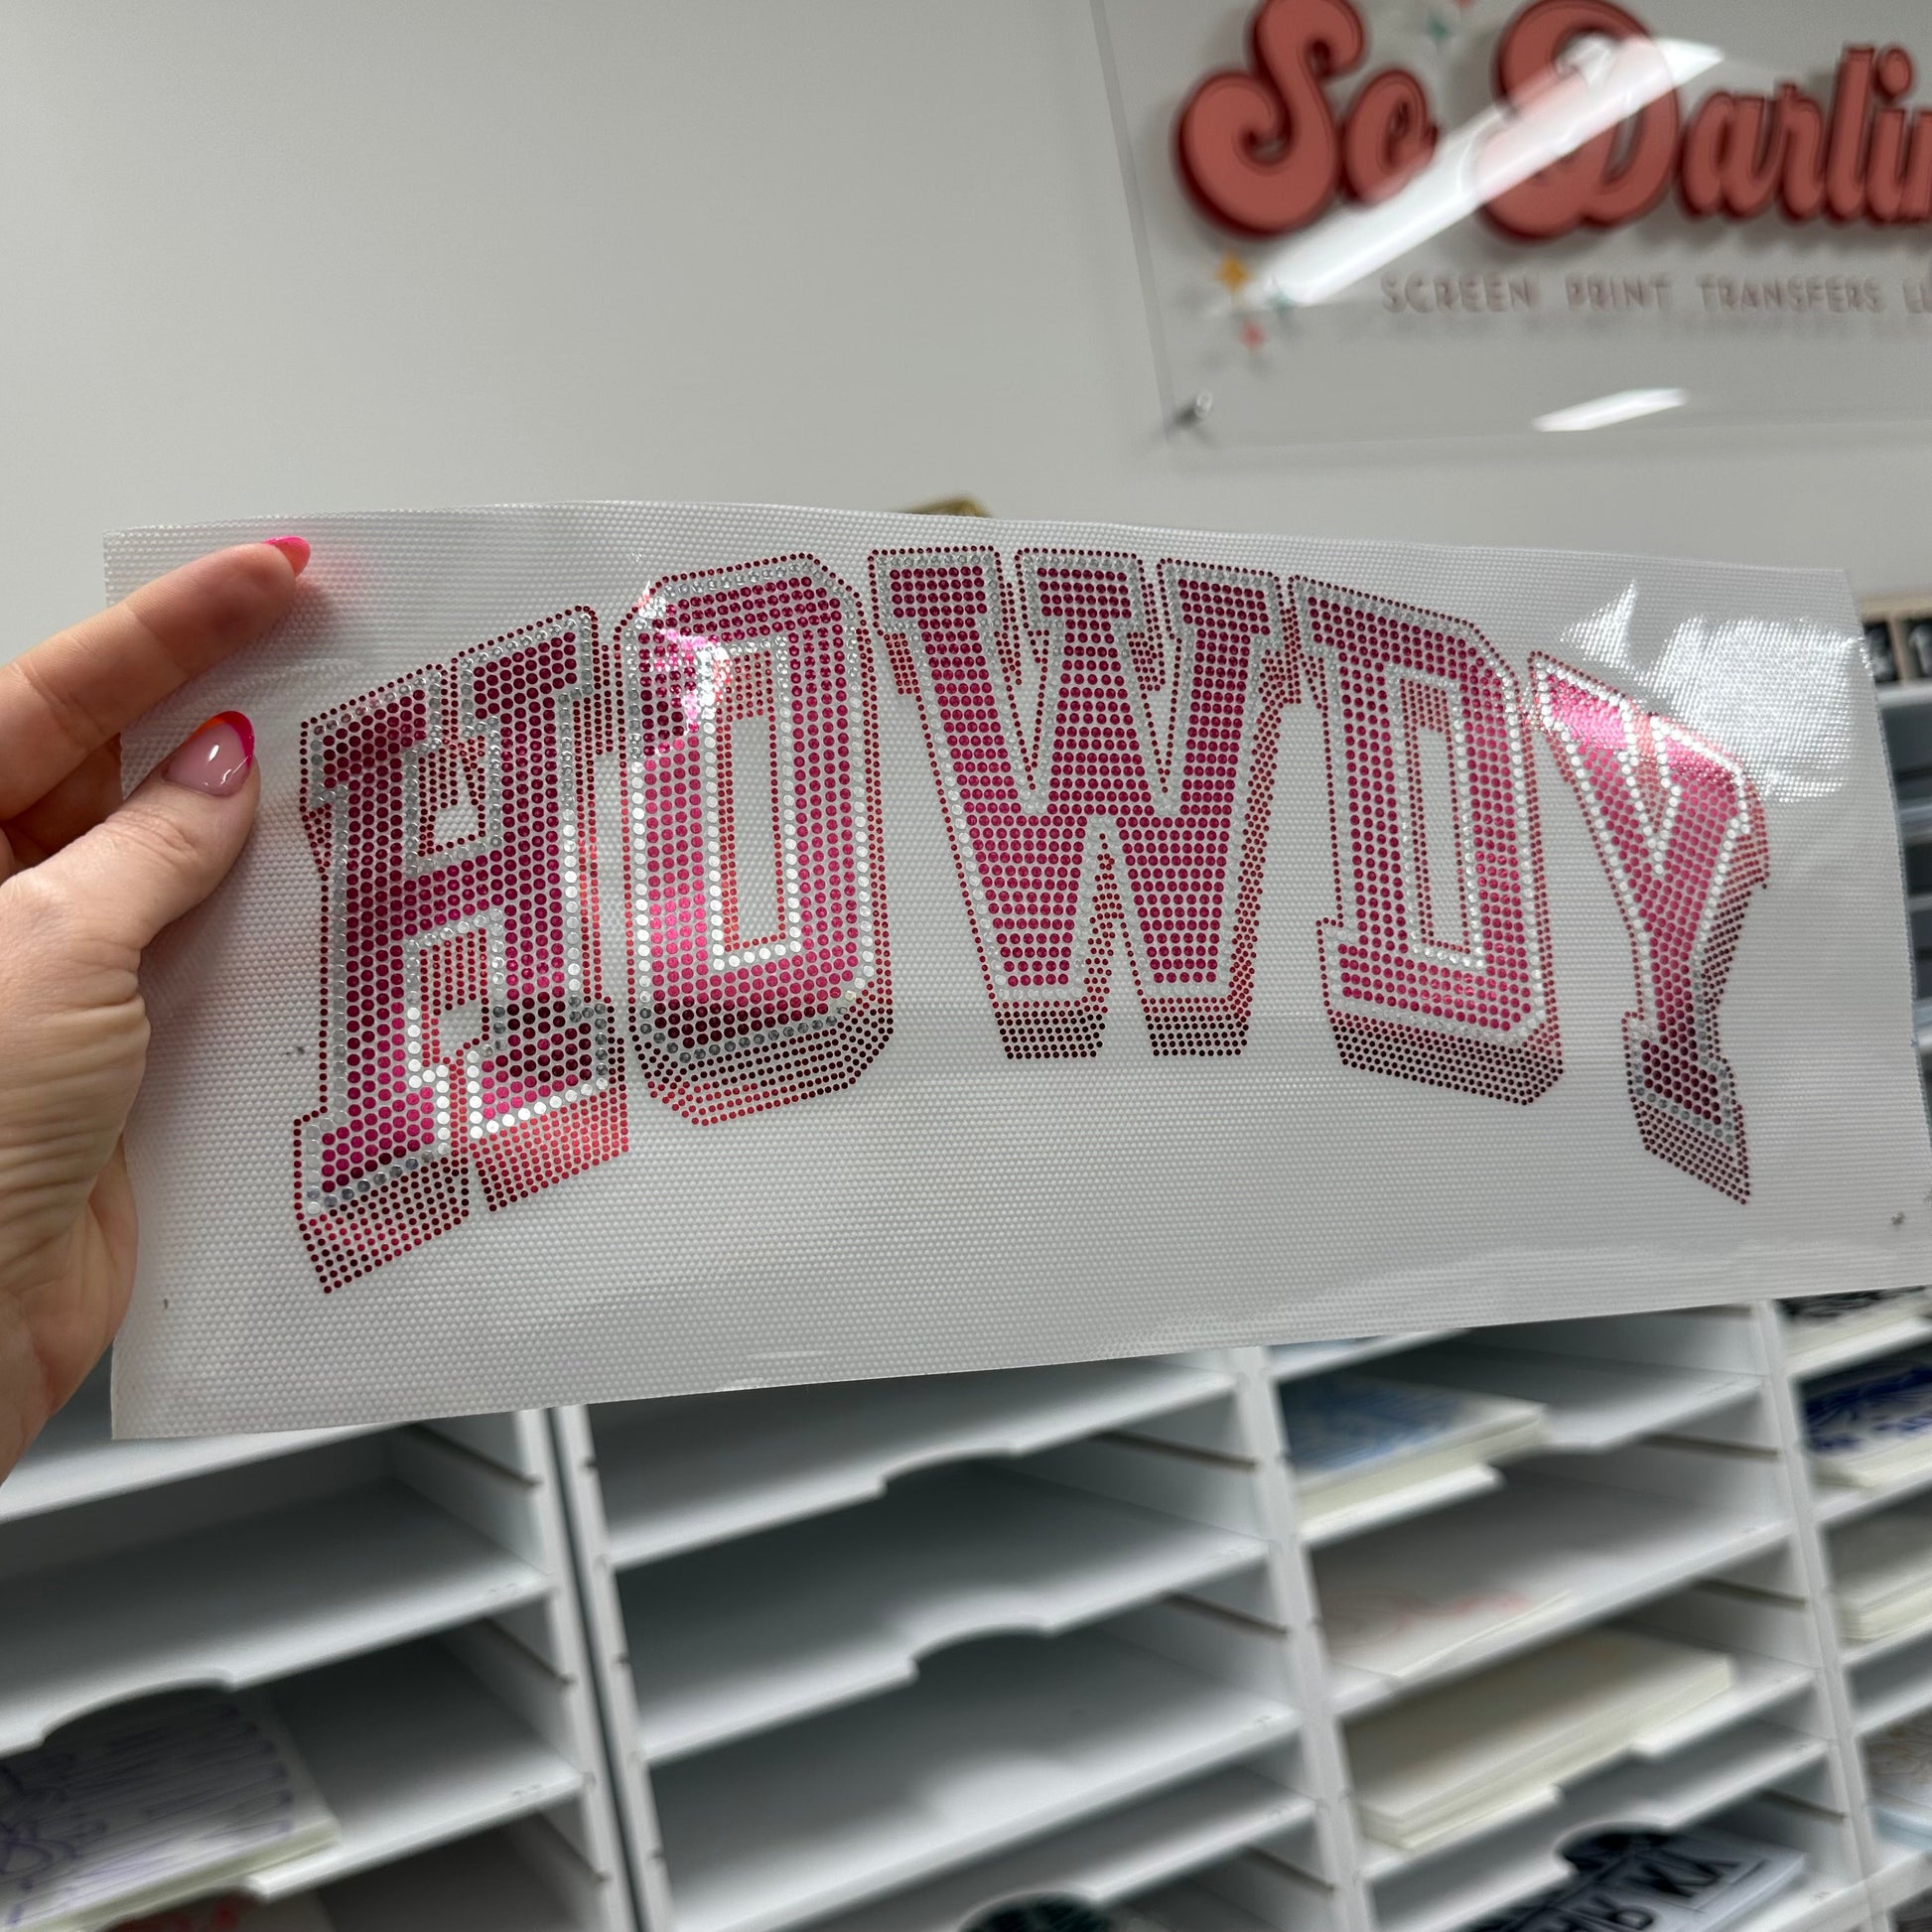 So Darlin
SCREEN PRINT TRANSFERS
HOWDY